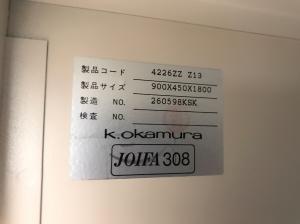 製品コード 4226ZZ Z13
製品サイズ 900X450X1800
製造 NO. 260598KSK
検査 NO.
k.okamura
JOIFA 308